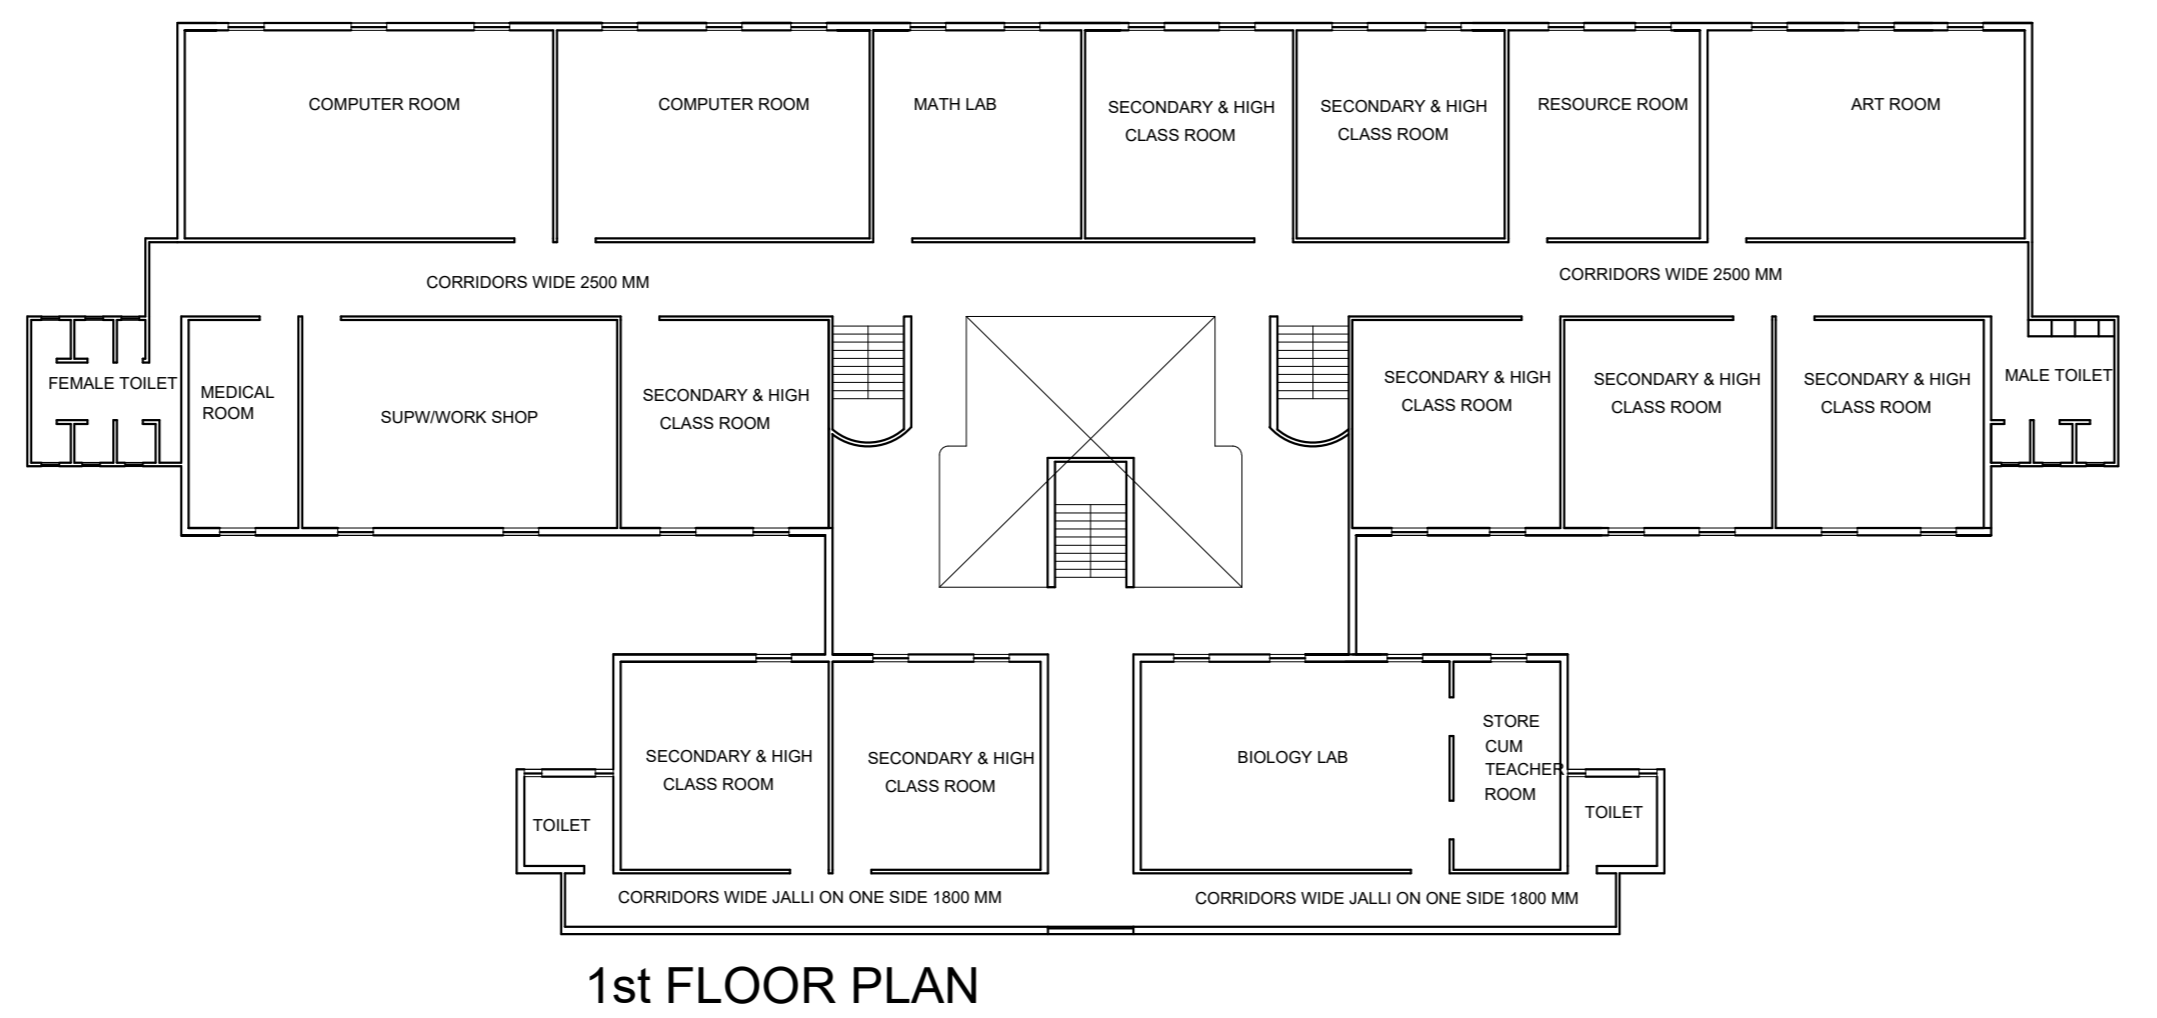 COMPUTER ROOM
COMPUTER ROOM
MATH LAB
SECONDARY & HIGH
CLASS ROOM
SECONDARY & HIGH
CLASS ROOM
RESOURCE ROOM
ART ROOM
CORRIDORS WIDE 2500 MM
CORRIDORS WIDE 2500 MM
FEMALE TOILET
MEDICAL
ROOM
SUPW/WORK SHOP
SECONDARY & HIGH
CLASS ROOM
SECONDARY & HIGH
CLASS ROOM
SECONDARY & HIGH
CLASS ROOM
SECONDARY & HIGH
CLASS ROOM
MALE TOILET
TOILET
SECONDARY & HIGH
CLASS ROOM
SECONDARY & HIGH
CLASS ROOM
BIOLOGY LAB
STORE
CUM
TEACHER
ROOM
TOILET
CORRIDORS WIDE JALLI ON ONE SIDE 1800 MM
CORRIDORS WIDE JALLI ON ONE SIDE 1800 MM
1st FLOOR PLAN